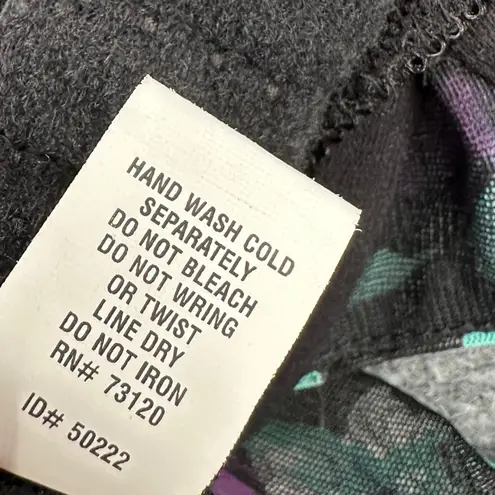 HAND WASH COLD
SEPARATELY
DO NOT BLEACH
DO NOT WRING
OR TWIST
LINE DRY
DO NOT IRON
RN# 73120
ID# 50222